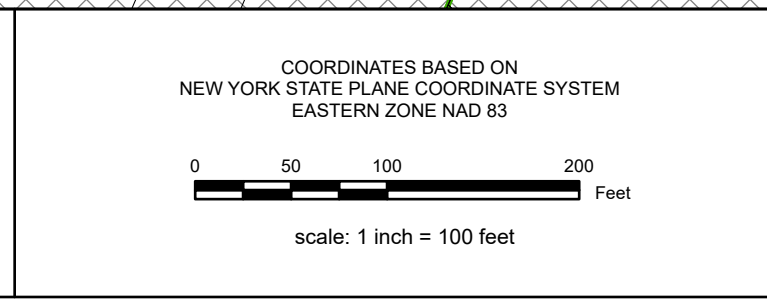 COORDINATES BASED ON
NEW YORK STATE PLANE COORDINATE SYSTEM
EASTERN ZONE NAD 83
0 50 100 200
Feet
scale: 1 inch = 100 feet